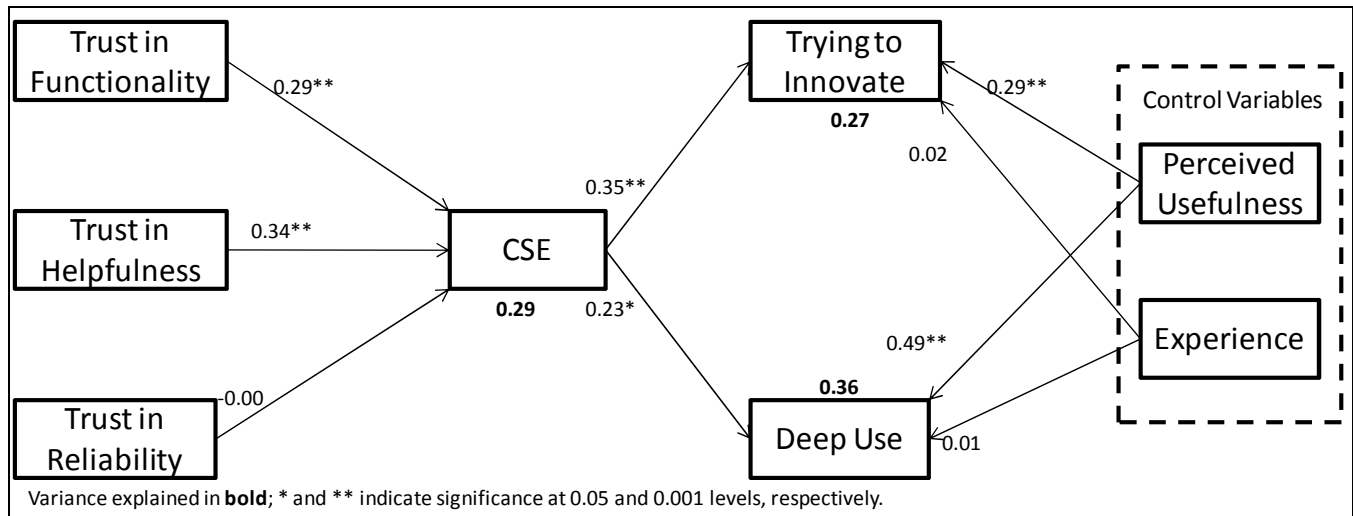 Trust in
Functionality
0.29**
Trust in
Helpfulness
0.34**
Trust in
Reliability
-0.00
CSE
0.29
0.35**
0.23*
Trying to
Innovate
0.27
0.29**
0.02
0.49**
0.36
Deep Use
0.01
Control Variables
Perceived
Usefulness
Experience
Variance explained in bold; * and ** indicate significance at 0.05 and 0.001 levels, respectively.